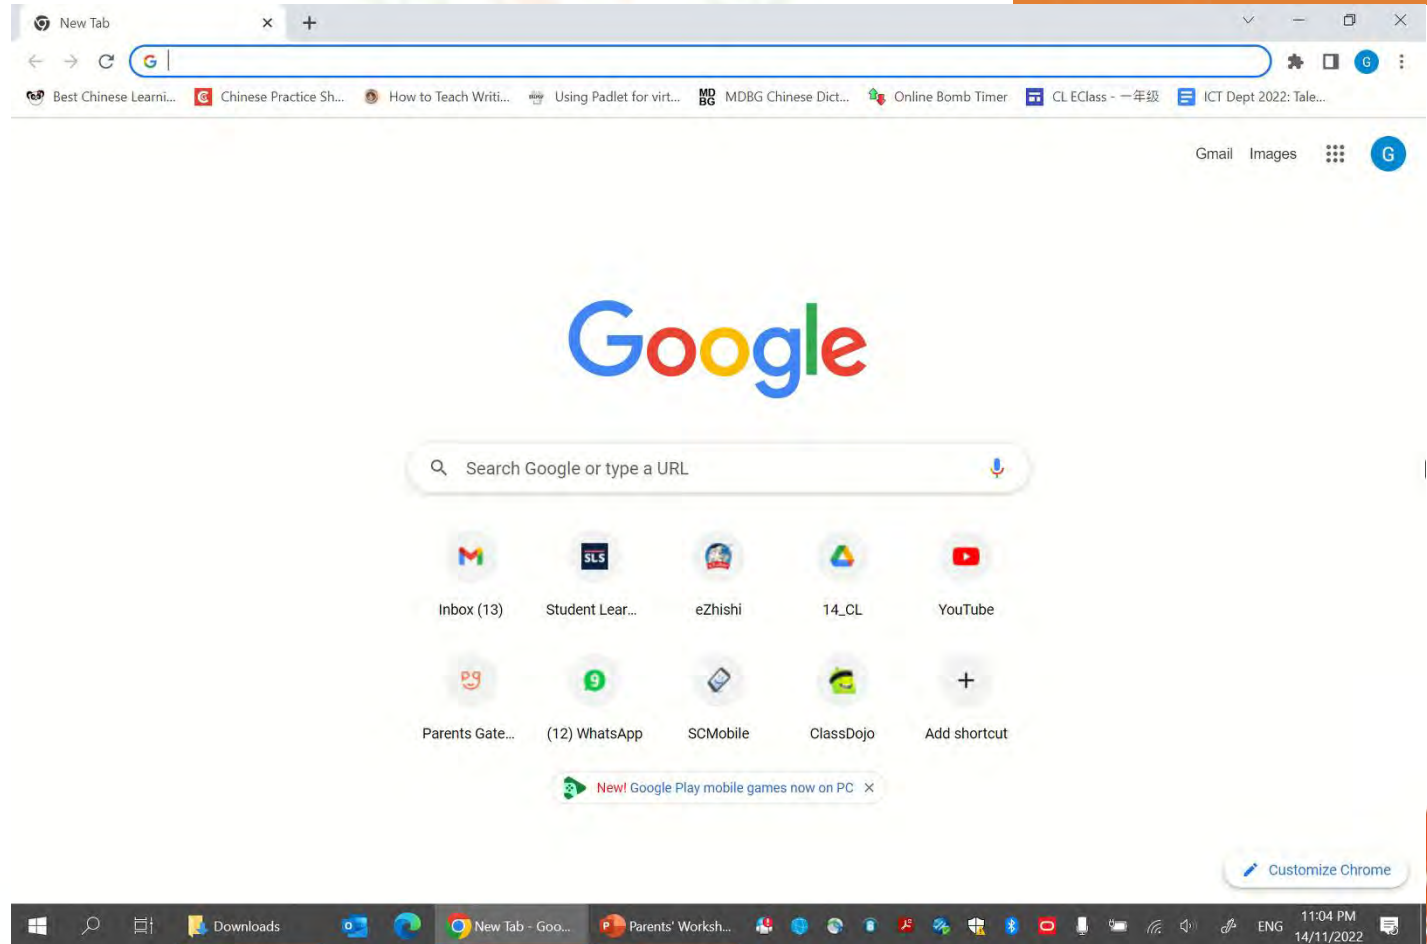 New Tab
G
Best Chinese Learni...
Chinese Practice Sh...
How to Teach Writi...
Using Padlet for virt...
MD BG
MDBG Chinese Dict...
Online Bomb Timer
CL EClass - 一年级
ICT Dept 2022: Tale...
Gmail Images G
Google
Search Google or type a URL
SLS
Inbox (13)
Student Lear...
eZhishi
14_CL
YouTube
9
Parents Gate...
(12) WhatsApp
SCMobile
ClassDojo
Add shortcut
New! Google Play mobile games now on PC
Customize Chrome
Downloads
New Tab - Goo...
Parents' Worksh...
ENG
11:04 PM
14/11/2022